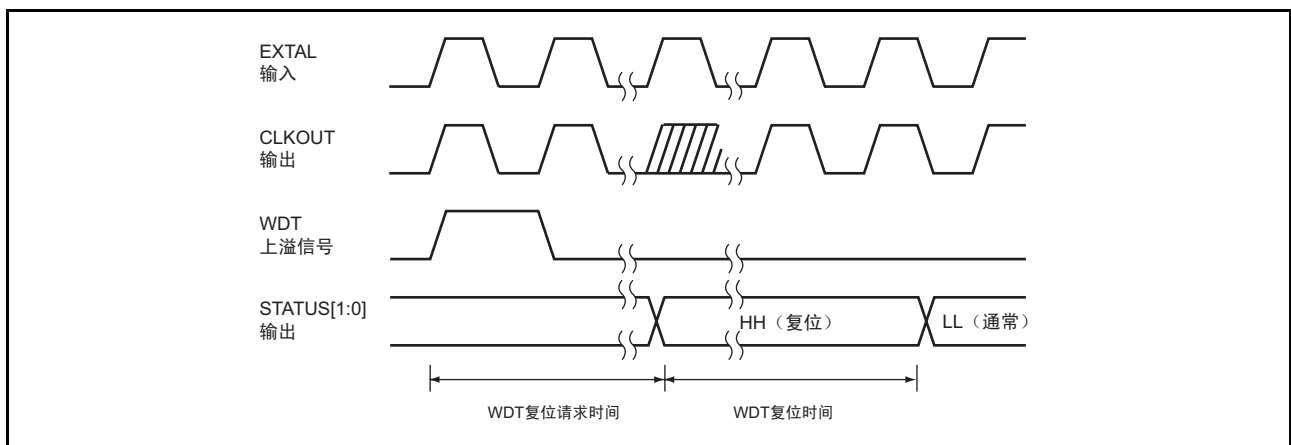 EXTAL
输入
CLKOUT
输出
WDT
上溢信号
STATUS[1:0]
输出
HH（复位）
LL（通常）
WDT复位请求时间
WDT复位时间